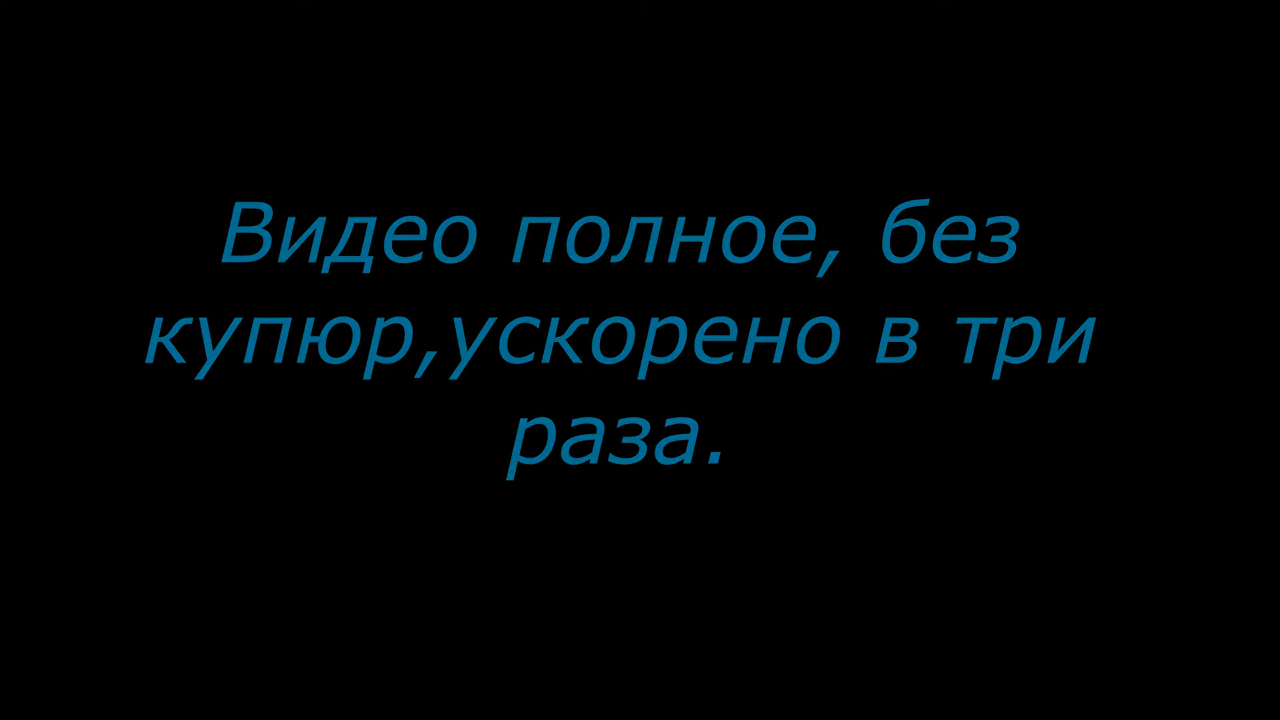 Видео полное, без
купюр,ускорено в три
раза.